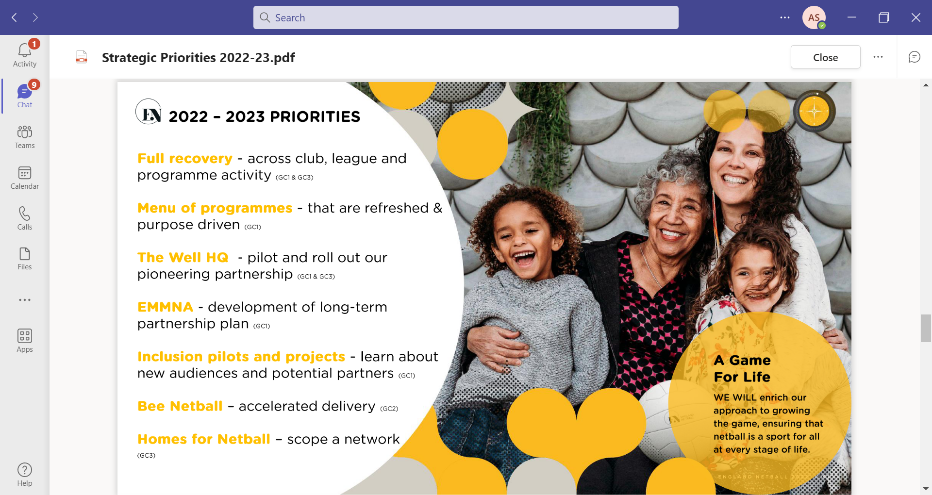 Search
AS
Activity
1
Strategic Priorities 2022-23.pdf
Close
Chat
9
Teams
Calendar
Calls
Files
Apps
Help
EN 2022 – 2023 PRIORITIES
Full recovery - across club, league and
programme activity (GC1 & GC3)
Menu of programmes - that are refreshed &
purpose driven (GC1)
The Well HQ - pilot and roll out our
pioneering partnership (GC1 & GC3)
EMMNA - development of long-term
partnership plan (GC1)
Inclusion pilots and projects - learn about
new audiences and potential partners (GC1)
Bee Netball – accelerated delivery (GC2)
Homes for Netball – scope a network
(GC3)
A Game
For Life
WE WILL enrich our
approach to growing
the game, ensuring that
netball is a sport for all
at every stage of life.
ENGLAND NETBALL